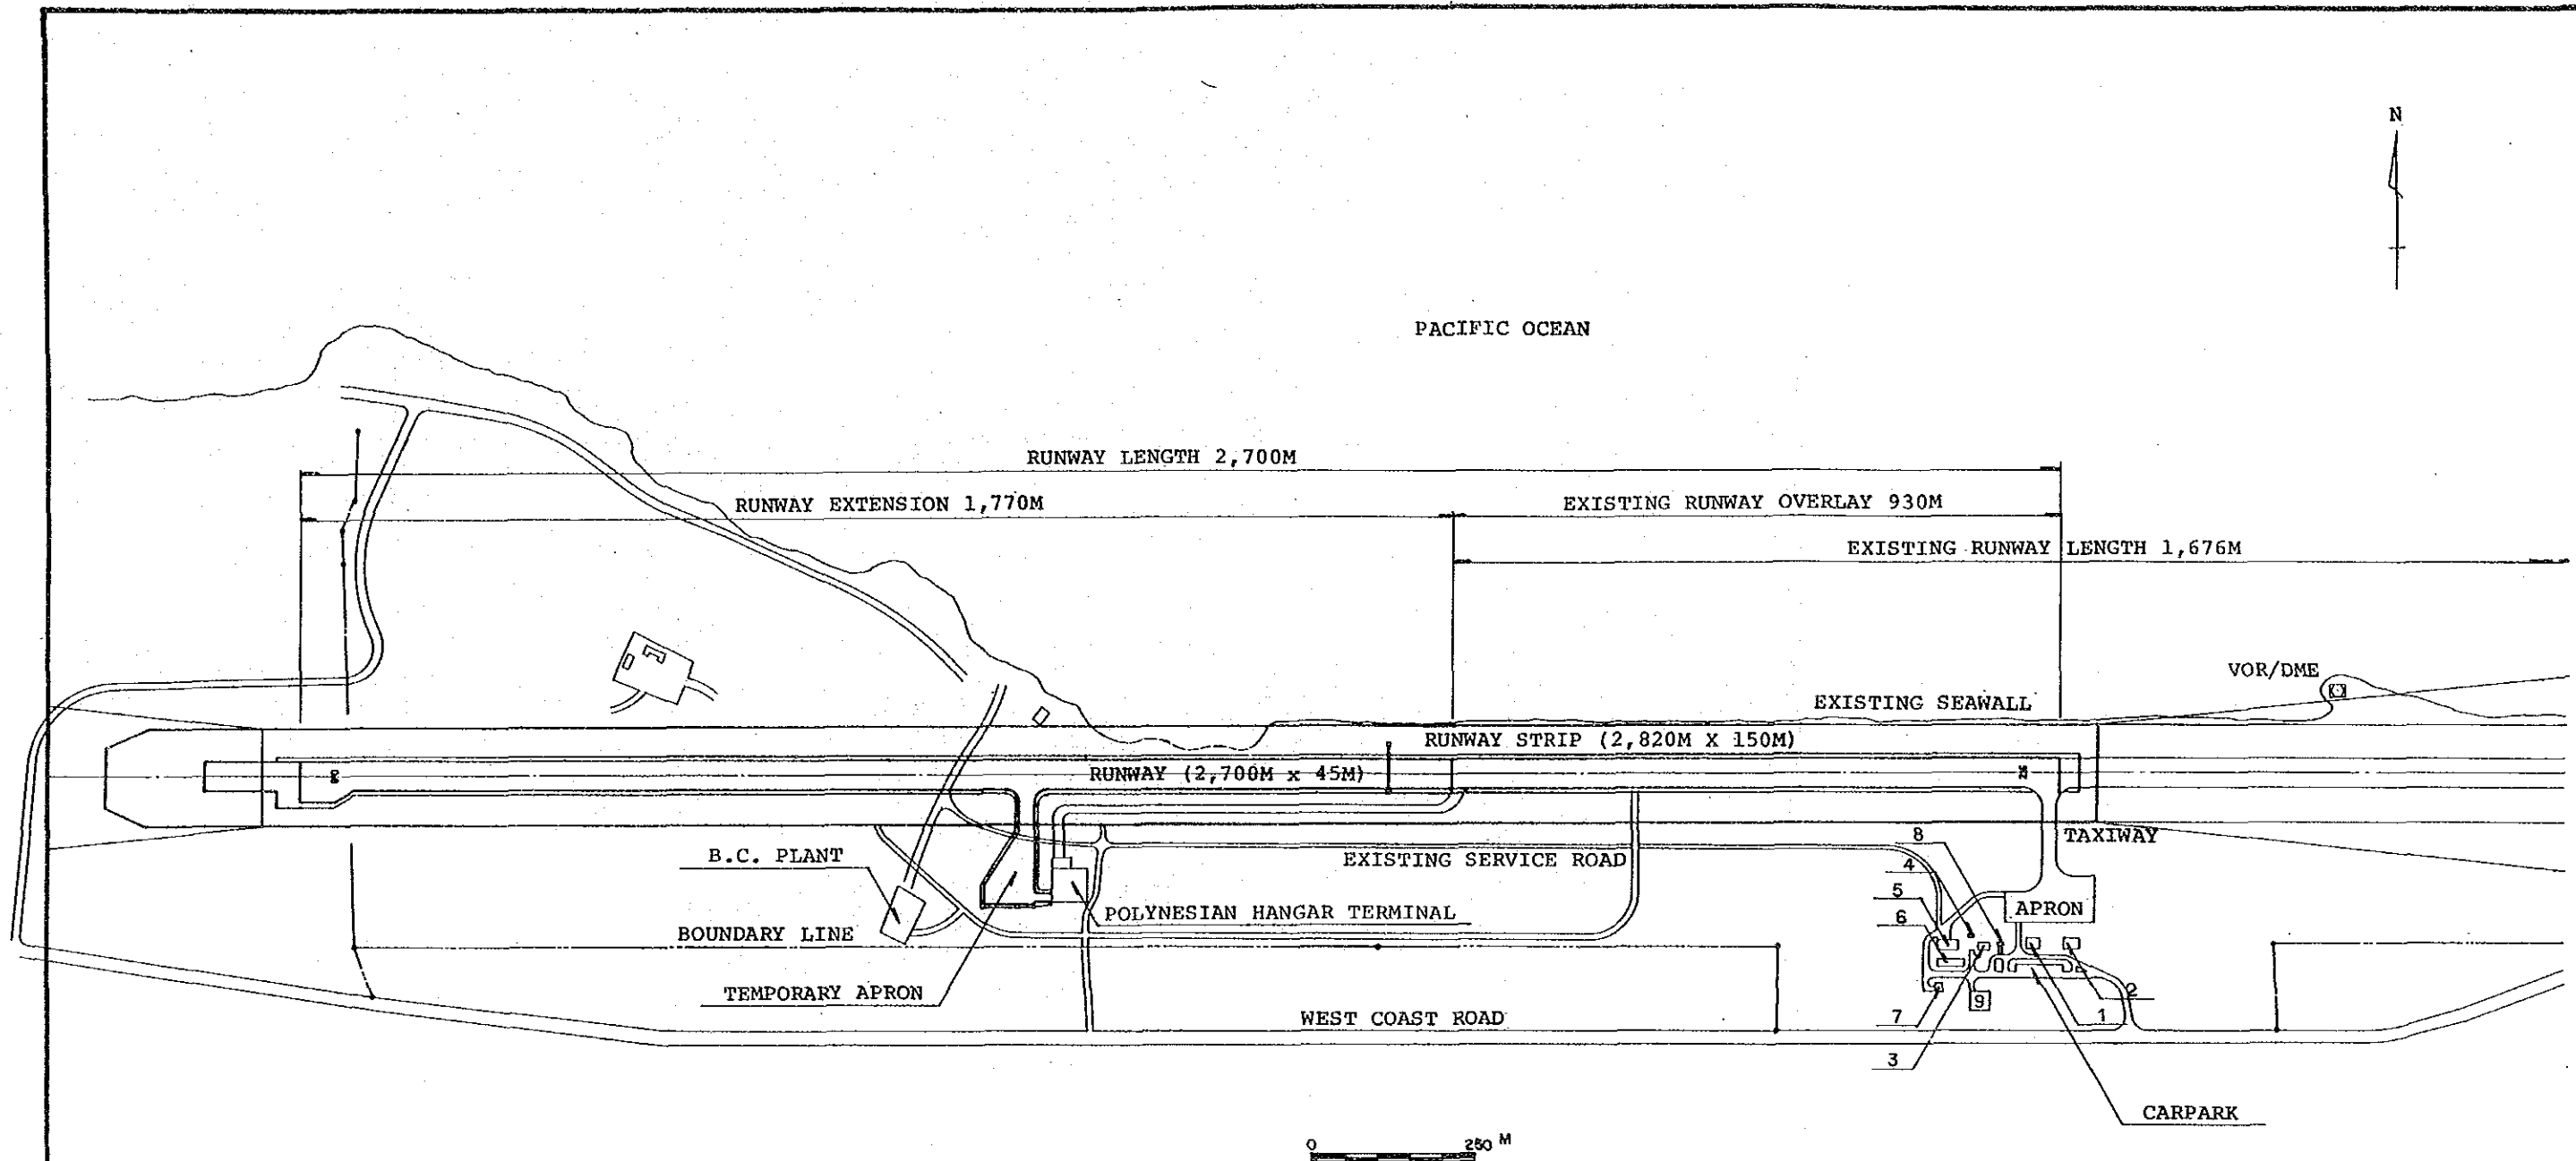 N
PACIFIC OCEAN
RUNWAY LENGTH 2,700M
RUNWAY EXTENSION 1,770M
EXISTING RUNWAY OVERLAY 930M
EXISTING RUNWAY LENGTH 1,676M
VOR/DME
EXISTING SEAWALL
RUNWAY STRIP (2,820M X 150M)
RUNWAY (2,700M x 45M)
TAXIWAY
8
B.C. PLANT
EXISTING SERVICE ROAD
4
5
APRON
POLYNESIAN HANGAR TERMINAL
6
BOUNDARY LINE
TEMPORARY APRON
2
9
WEST COAST ROAD
7
1
3
CARPARK
0 250 M